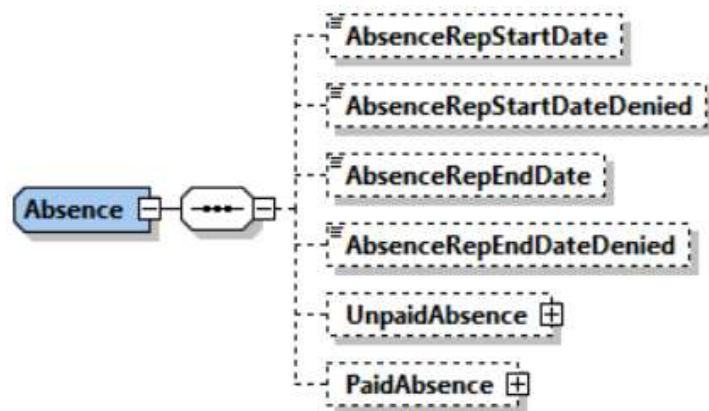 AbsenceRepStartDate
AbsenceRepStartDateDenied
AbsenceRepEndDate
Absence
AbsenceRepEndDateDenied
UnpaidAbsence
PaidAbsence